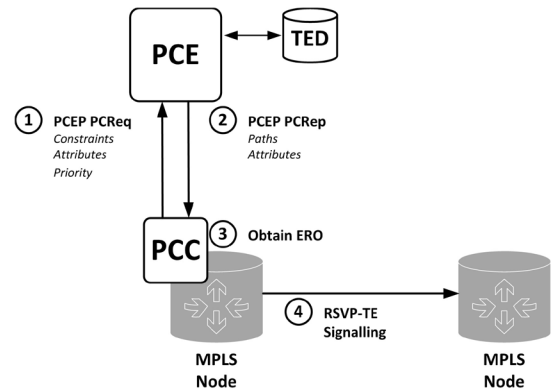 PCE
TED
1
PCEP PCReq
Constraints
Attributes
Priority
2
PCEP PCRep
Paths
Attributes
PCC
3
Obtain ERO
4
RSVP-TE
Signalling
MPLS
Node
MPLS
Node